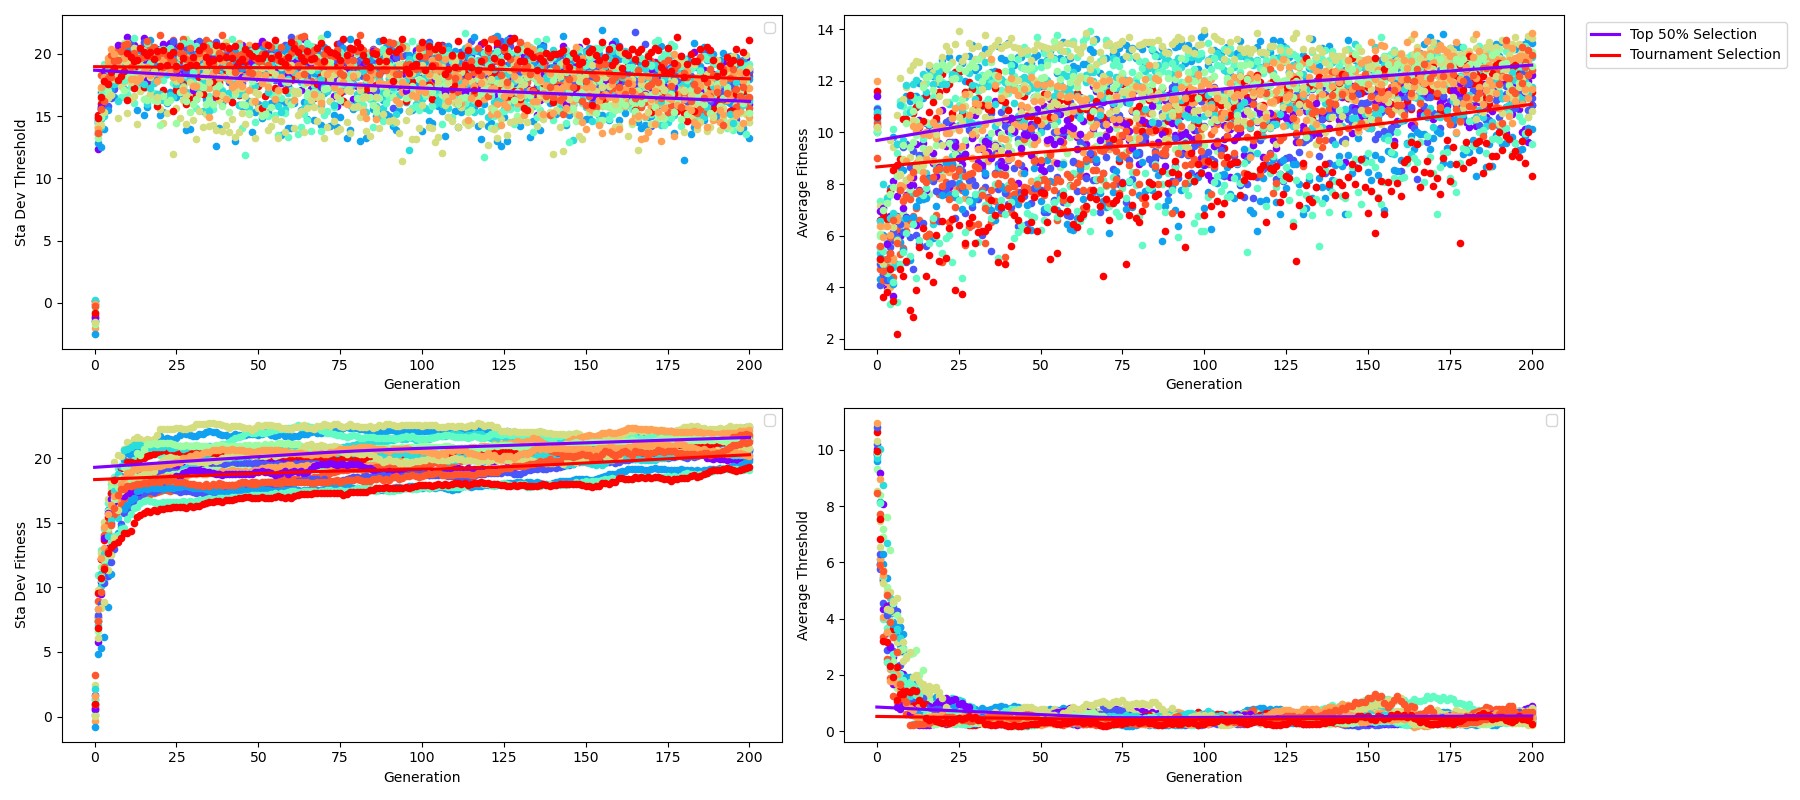 Sta Dev Threshold
20
15
10
5
0
0 25 50 75 100 125 150 175 200
Generation
Average Fitness
14
12
10
8
6
4
2
0 25 50 75 100 125 150 175 200
Generation
Top 50% Selection
Tournament Selection
Sta Dev Fitness
20
15
10
5
0
0 25 50 75 100 125 150 175 200
Generation
Average Threshold
10
8
6
4
2
0
0 25 50 75 100 125 150 175 200
Generation